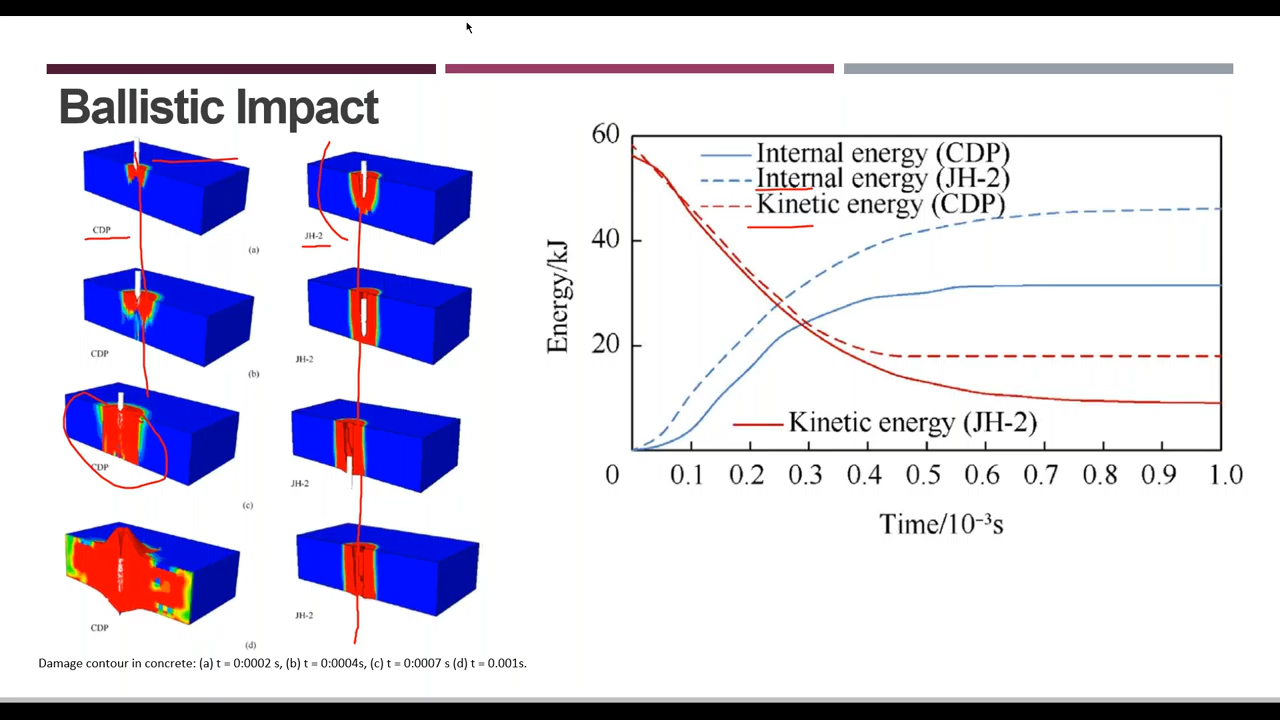 Ballistic Impact
CDP
JH-2
(a)
CDP
JH-2
(b)
CDP
JH-2
(c)
CDP
JH-2
(d)
Damage contour in concrete: (a) t = 0:0002 s, (b) t = 0:0004s, (c) t = 0:0007 s (d) t = 0.001s.
60
40
20
0
Energy/kJ
Internal energy (CDP)
Internal energy (JH-2)
Kinetic energy (CDP)
Kinetic energy (JH-2)
0.1 0.2 0.3 0.4 0.5 0.6 0.7 0.8 0.9 1.0
Time/10⁻³s